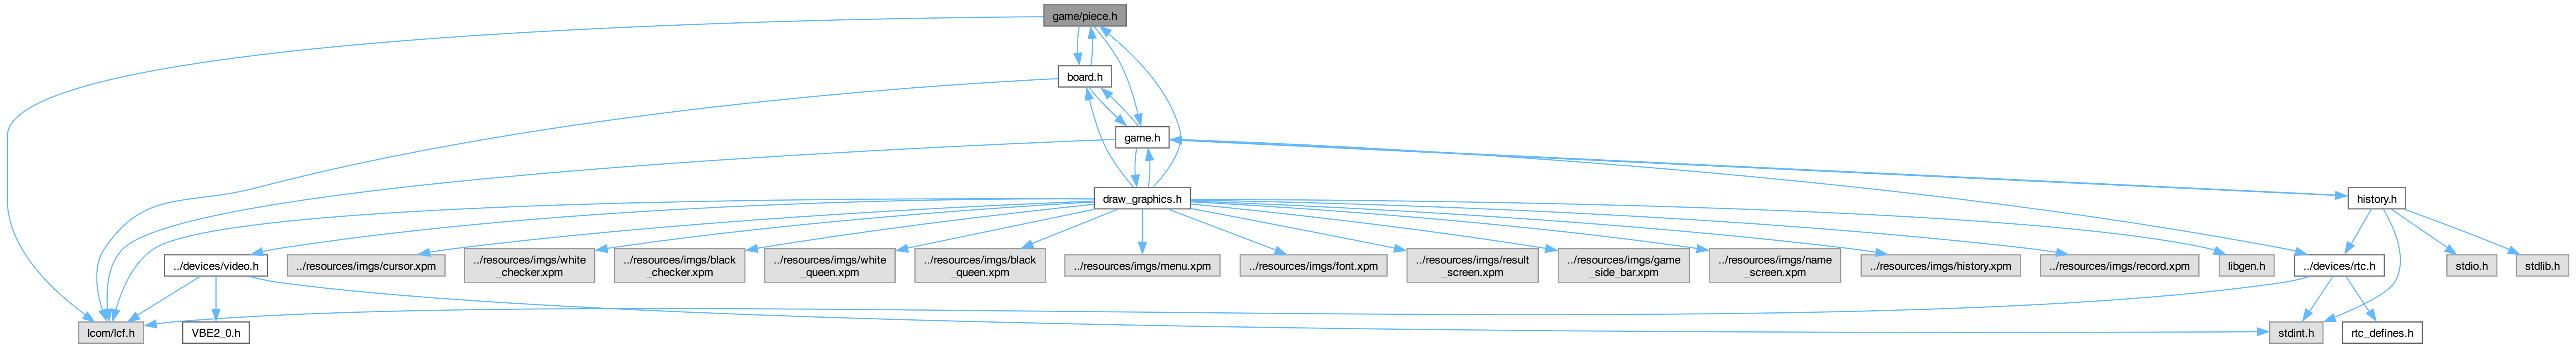 game/piece.h
board.h
game.h
draw_graphics.h
history.h
../devices/video.h
../resources/imgs/cursor.xpm
../resources/imgs/white
_checker.xpm
../resources/imgs/black
_checker.xpm
../resources/imgs/white
_queen.xpm
../resources/imgs/black
_queen.xpm
../resources/imgs/menu.xpm
../resources/imgs/font.xpm
../resources/imgs/result
_screen.xpm
../resources/imgs/game
_side_bar.xpm
../resources/imgs/name
_screen.xpm
../resources/imgs/history.xpm
../resources/imgs/record.xpm
libgen.h
../devices/rtc.h
stdio.h
stdlib.h
lcom/lcf.h
VBE2_0.h
stdint.h
rtc_defines.h